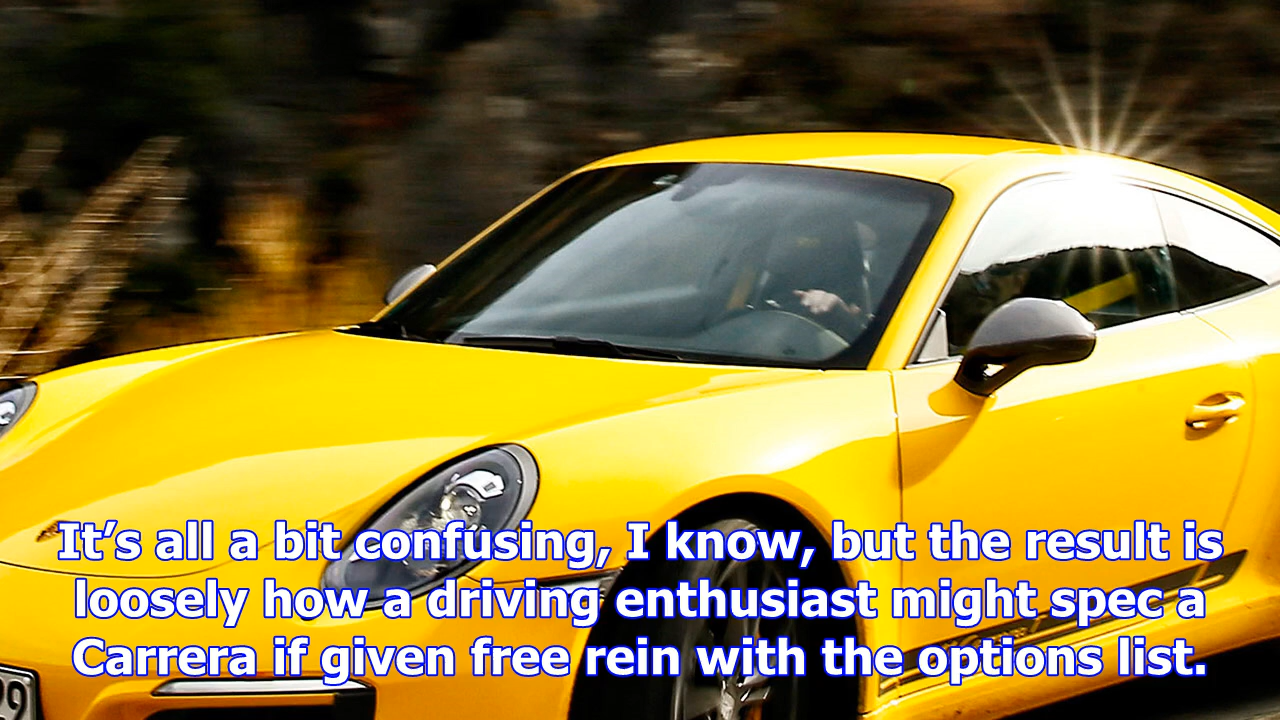 It’s all a bit confusing, I know, but the result is
loosely how a driving enthusiast might spec a
Carrera if given free rein with the options list.